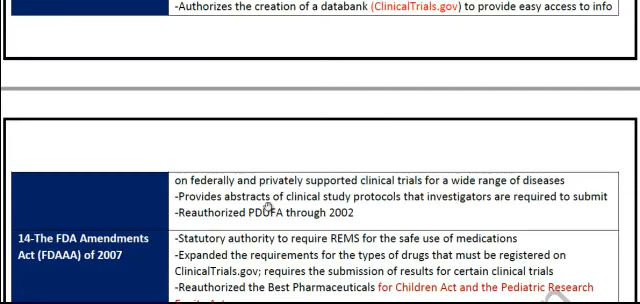 -Authorizes the creation of a databank (ClinicalTrials.gov) to provide easy access to info
on federally and privately supported clinical trials for a wide range of diseases
-Provides abstracts of clinical study protocols that investigators are required to submit
-Reauthorized PDUFA through 2002
14-The FDA Amendments
Act (FDAAA) of 2007
-Statutory authority to require REMS for the safe use of medications
-Expanded the requirements for the types of drugs that must be registered on
ClinicalTrials.gov; requires the submission of results for certain clinical trials
-Reauthorized the Best Pharmaceuticals for Children Act and the Pediatric Research